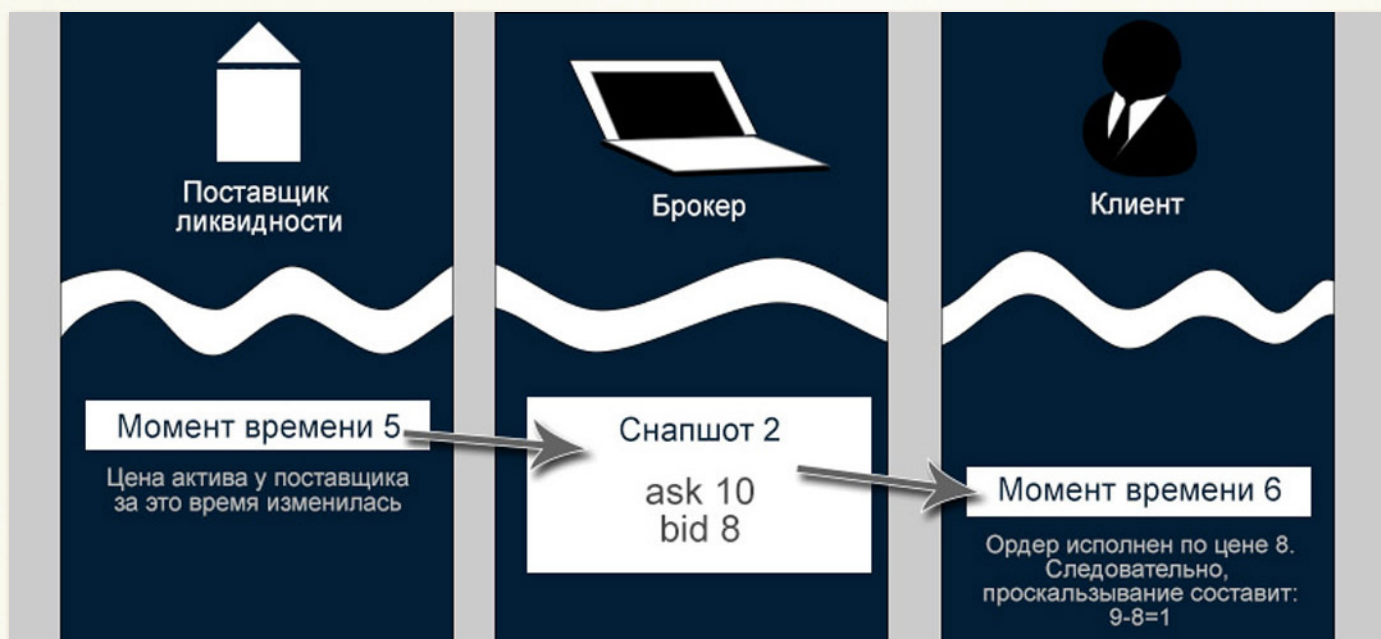 Поставщик
ликвидности
Брокер
Клиент
Момент времени 5
Цена актива у поставщика
за это время изменилась
Снапшот 2
ask 10
bid 8
Момент времени 6
Ордер исполнен по цене 8.
Следовательно,
проскальзывание составит:
9-8=1